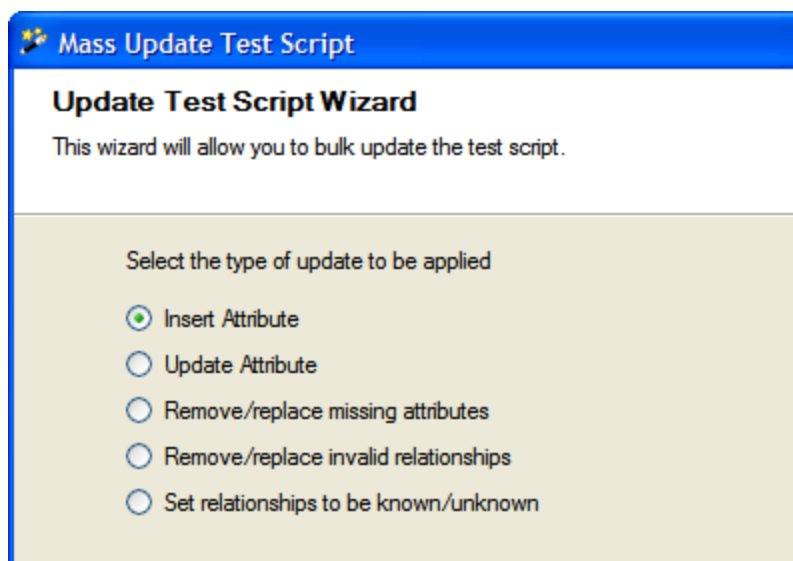 Mass Update Test Script
Update Test Script Wizard
This wizard will allow you to bulk update the test script.
Select the type of update to be applied
Insert Attribute
Update Attribute
Remove/replace missing attributes
Remove/replace invalid relationships
Set relationships to be known/unknown